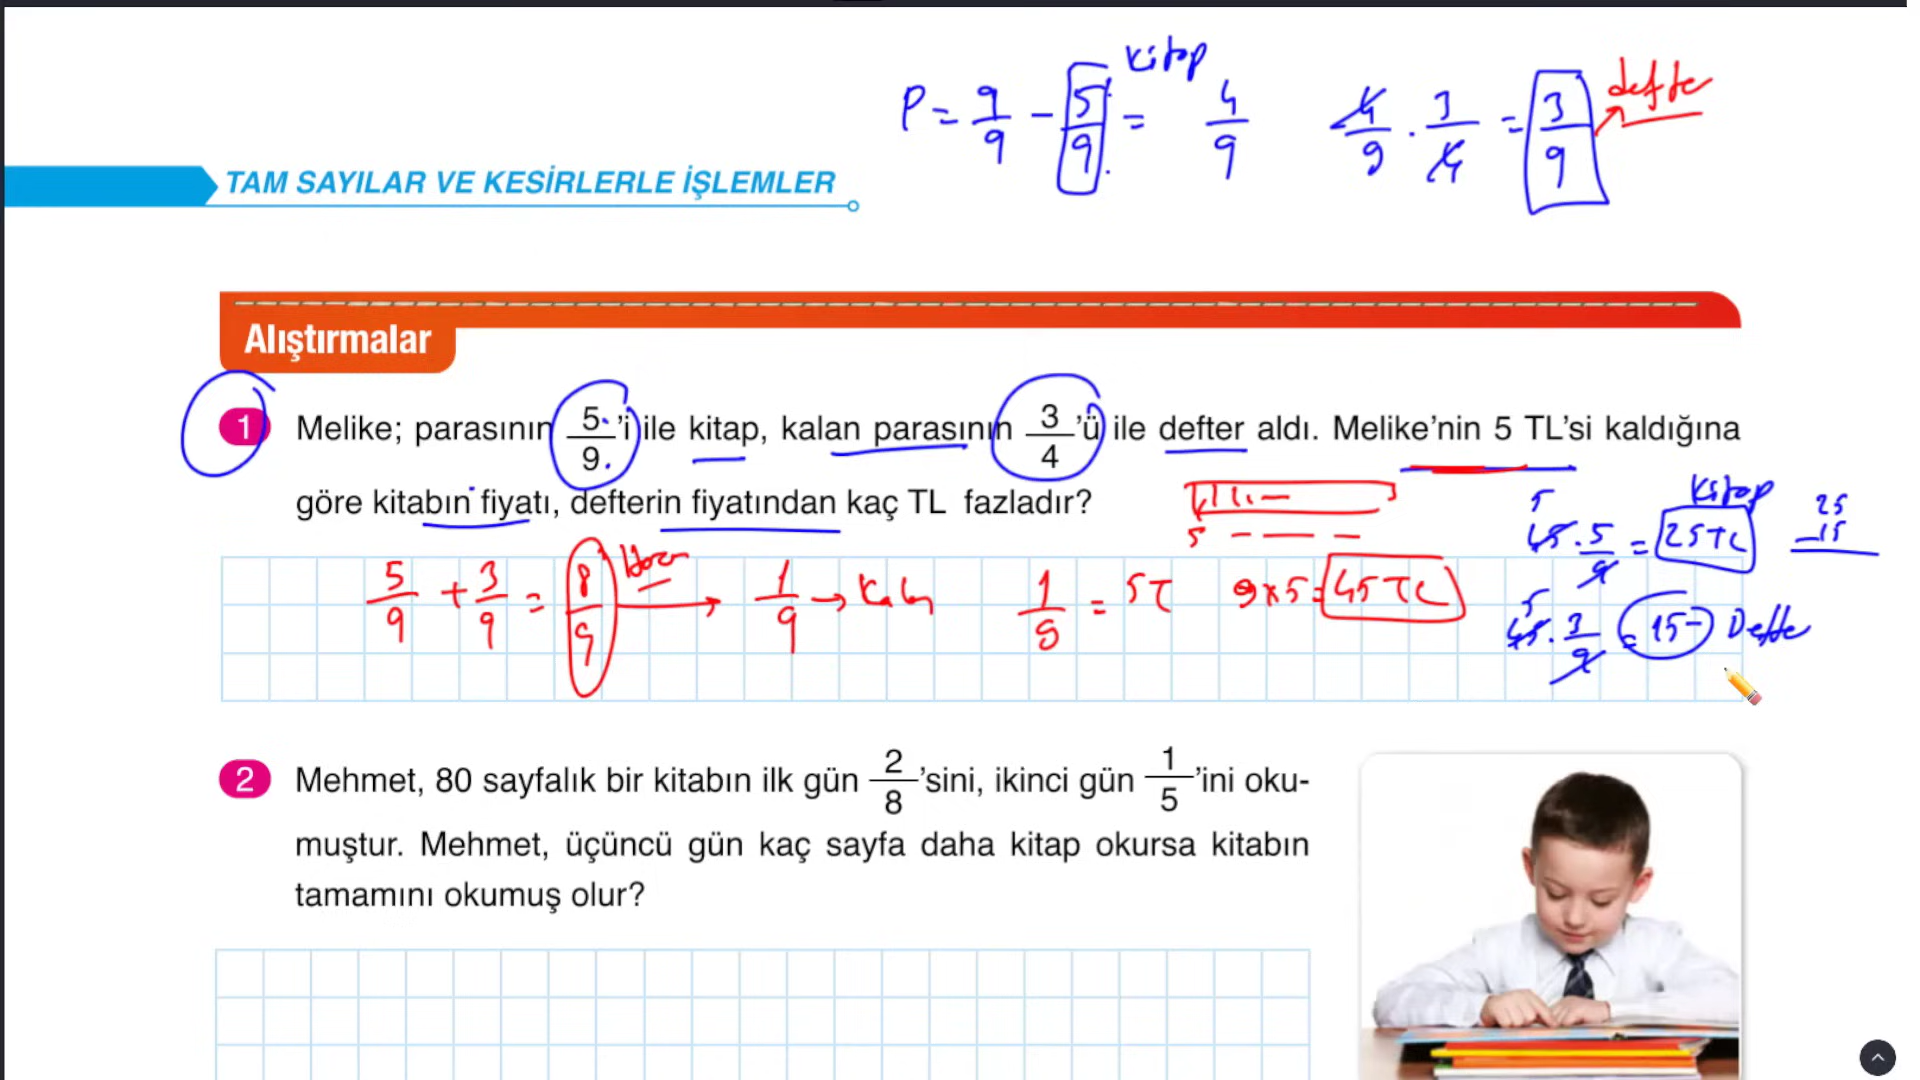 kitap
P = 9/9 - 5/9 = 4/9 4/9 . 3/4 = 3/9 defter
TAM SAYILAR VE KESİRLERLE İŞLEMLER
Alıştırmalar
1 Melike; parasının 5/9'i ile kitap, kalan parasının 3/4'ü ile defter aldı. Melike'nin 5 TL'si kaldığına
göre kitabın fiyatı, defterin fiyatından kaç TL fazladır?
5
kitap
45 . 5/9 = 25 TL
25
- 15
5/9 + 3/9 = 8/9 → 1/9 → Kalan 1/9 = 5T 9x5 = 45 TL
5
45 . 3/9 = 15 - Defter
2 Mehmet, 80 sayfalık bir kitabın ilk gün 2/8'sini, ikinci gün 1/5'ini oku-
muştur. Mehmet, üçüncü gün kaç sayfa daha kitap okursa kitabın
tamamını okumuş olur?